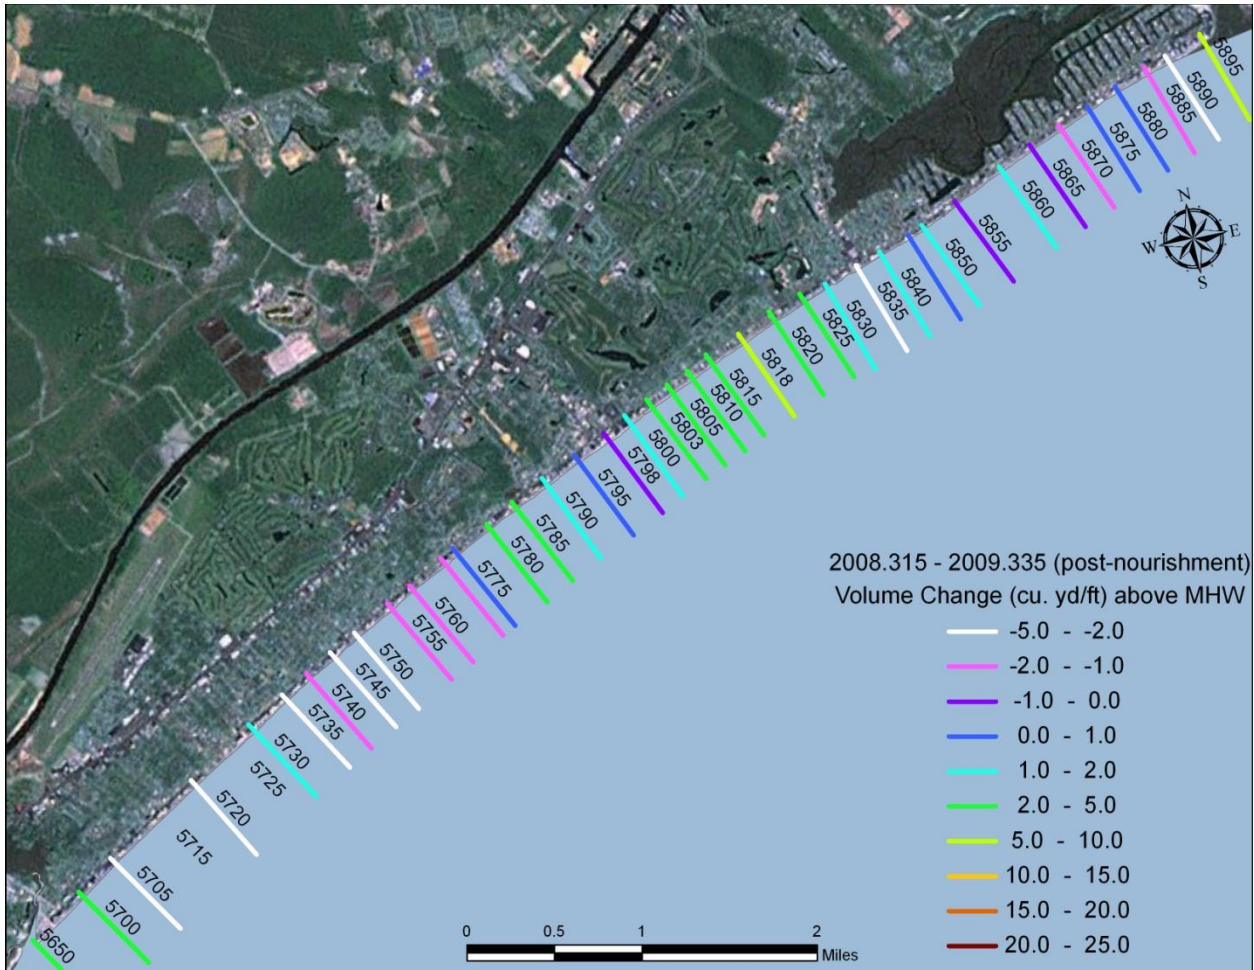 5895
5890
5885
5880
5875
5870
5865
5860
5855
5850
5840
5835
5830
5825
5820
5818
5815
5810
5805
5803
5800
5798
5795
5790
5785
5780
5775
5760
5755
5750
5745
5740
5735
5730
5725
5720
5715
5705
5700
5650
N
W E
S
2008.315 - 2009.335 (post-nourishment)
Volume Change (cu. yd/ft) above MHW
-5.0 - -2.0
-2.0 - -1.0
-1.0 - 0.0
0.0 - 1.0
1.0 - 2.0
2.0 - 5.0
5.0 - 10.0
10.0 - 15.0
15.0 - 20.0
20.0 - 25.0
0 0.5 1 2
Miles